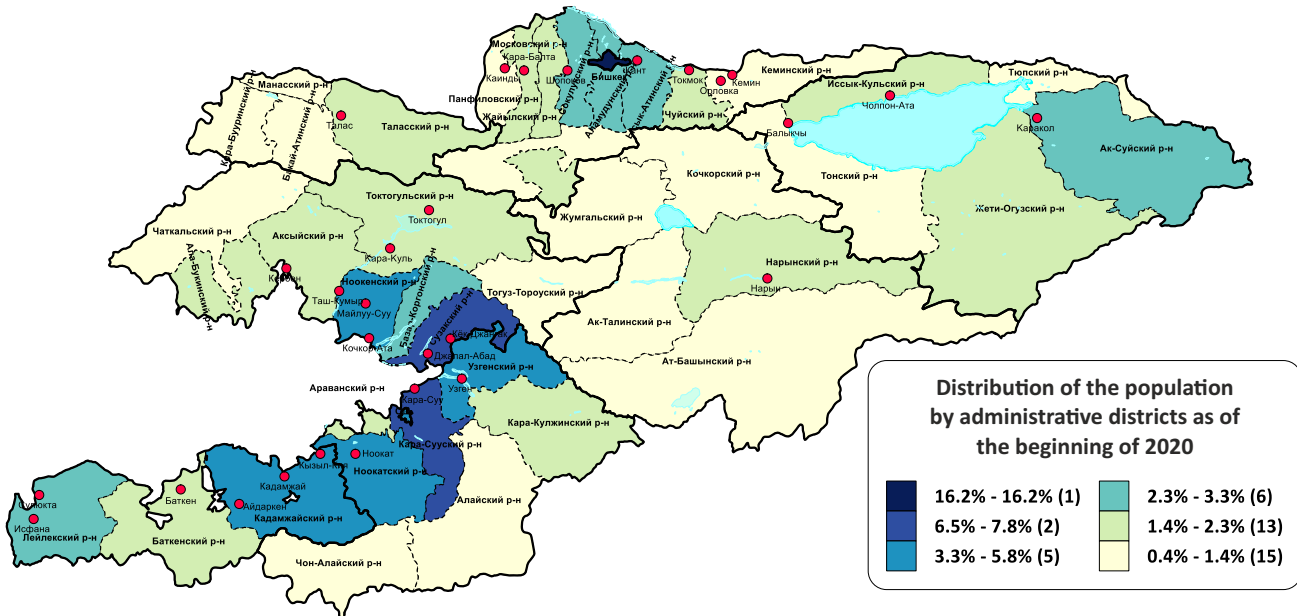 Московский р-н
Кара-Балта
Каинды
Шопоков
Сокулукский р-н
Бишкек
Аламудунский р-н
Кант
Ысык-Атинский р-н
Токмок
Орловка
Кемин
Кеминский р-н
Тюпский р-н
Панфиловский р-н
Жайылский р-н
Чуйский р-н
Иссык-Кульский р-н
Чолпон-Ата
Балыкчы
Каракол
Ак-Суйский р-н
Манасский р-н
Кара-Бууринский р-н
Бакай-Атинский р-н
Талас
Таласский р-н
Кочкорский р-н
Тонский р-н
Жети-Огузский р-н
Токтогульский р-н
Токтогул
Жумгальский р-н
Чаткальский р-н
Аксыйский р-н
Кара-Куль
Ала-Букинский р-н
Кербен
Ноокенский р-н
Таш-Кумыр
Майлуу-Суу
Базар-Коргонский р-н
Кочкор-Ата
Сузакский р-н
Тогуз-Тороуский р-н
Нарынский р-н
Нарын
Ак-Талинский р-н
Ат-Башынский р-н
Кёк-Джангак
Джалал-Абад
Узгенский р-н
Узген
Араванский р-н
Кара-Суу
Кара-Сууский р-н
Кара-Кулжинский р-н
Кызыл-Кия
Ноокат
Ноокатский р-н
Кадамжай
Айдаркен
Кадамжайский р-н
Алайский р-н
Чон-Алайский р-н
Баткен
Баткенский р-н
Сулюкта
Исфана
Лейлекский р-н
Distribution of the population
by administrative districts as of
the beginning of 2020
16.2% - 16.2% (1)
6.5% - 7.8% (2)
3.3% - 5.8% (5)
2.3% - 3.3% (6)
1.4% - 2.3% (13)
0.4% - 1.4% (15)